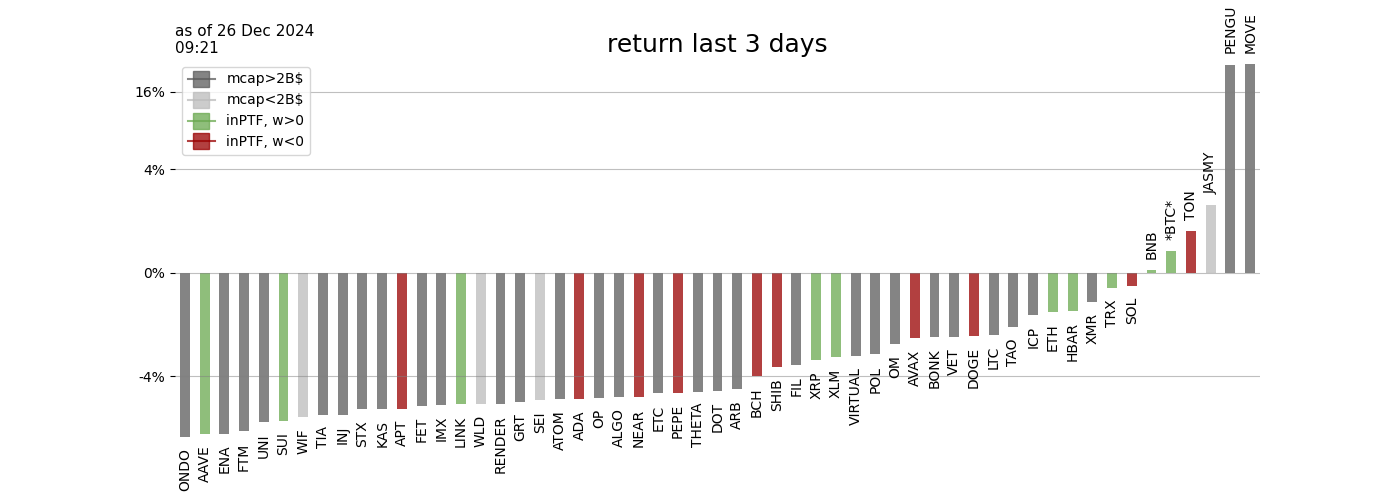 as of 26 Dec 2024
09:21
return last 3 days
mcap>2B$
mcap<2B$
inPTF, w>0
inPTF, w<0
16%
4%
0%
-4%
ONDO
AAVE
ENA
FTM
UNI
SUI
WIF
TIA
INJ
STX
KAS
APT
FET
IMX
LINK
WLD
RENDER
GRT
SEI
ATOM
ADA
OP
ALGO
NEAR
ETC
PEPE
THETA
DOT
ARB
BCH
SHIB
FIL
XRP
XLM
VIRTUAL
POL
OM
AVAX
BONK
VET
DOGE
LTC
TAO
ICP
ETH
HBAR
XMR
TRX
SOL
BNB
*BTC*
TON
JASMY
PENGU
MOVE